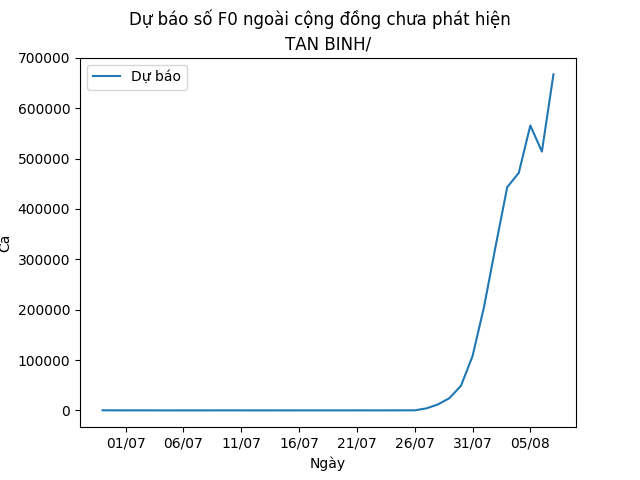 Dự báo số F0 ngoài cộng đồng chưa phát hiện
TAN BINH/
Dự báo
700000
600000
500000
400000
300000
200000
100000
0
Ca
01/07 06/07 11/07 16/07 21/07 26/07 31/07 05/08
Ngày